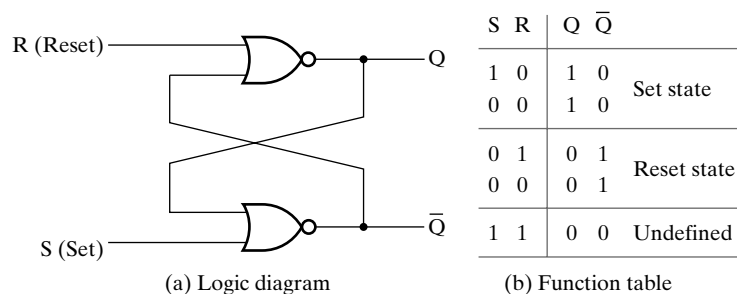 R (Reset)
Q
S (Set)
Q̅
(a) Logic diagram
S R Q Q̅
1 0 1 0
0 0 1 0
Set state
0 1 0 1
0 0 0 1
Reset state
1 1 0 0 Undefined
(b) Function table